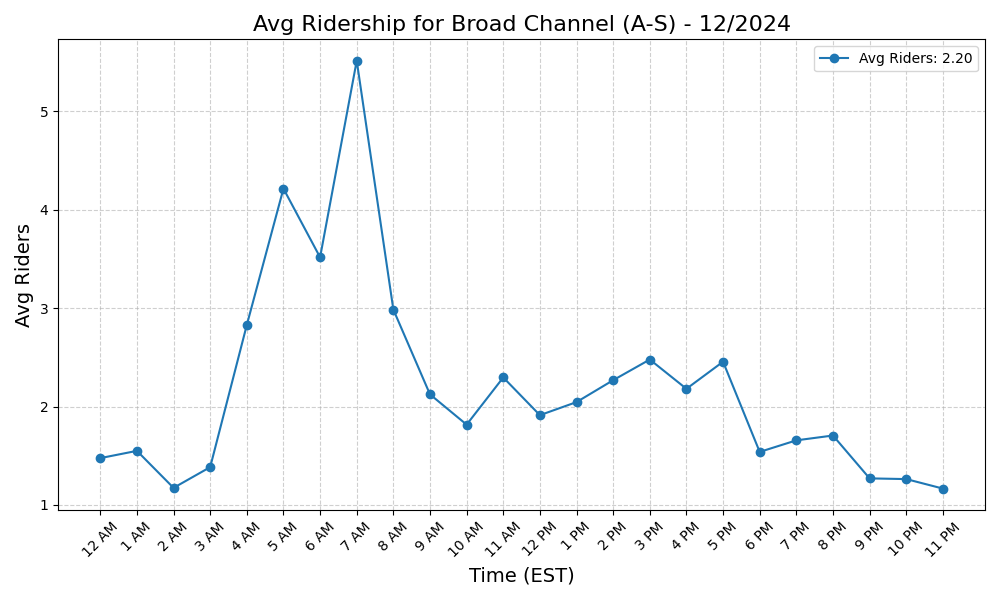 Avg Ridership for Broad Channel (A-S) - 12/2024
Avg Riders: 2.20
Avg Riders
5
4
3
2
1
12 AM
1 AM
2 AM
3 AM
4 AM
5 AM
6 AM
7 AM
8 AM
9 AM
10 AM
11 AM
12 PM
1 PM
2 PM
3 PM
4 PM
5 PM
6 PM
7 PM
8 PM
9 PM
10 PM
11 PM
Time (EST)